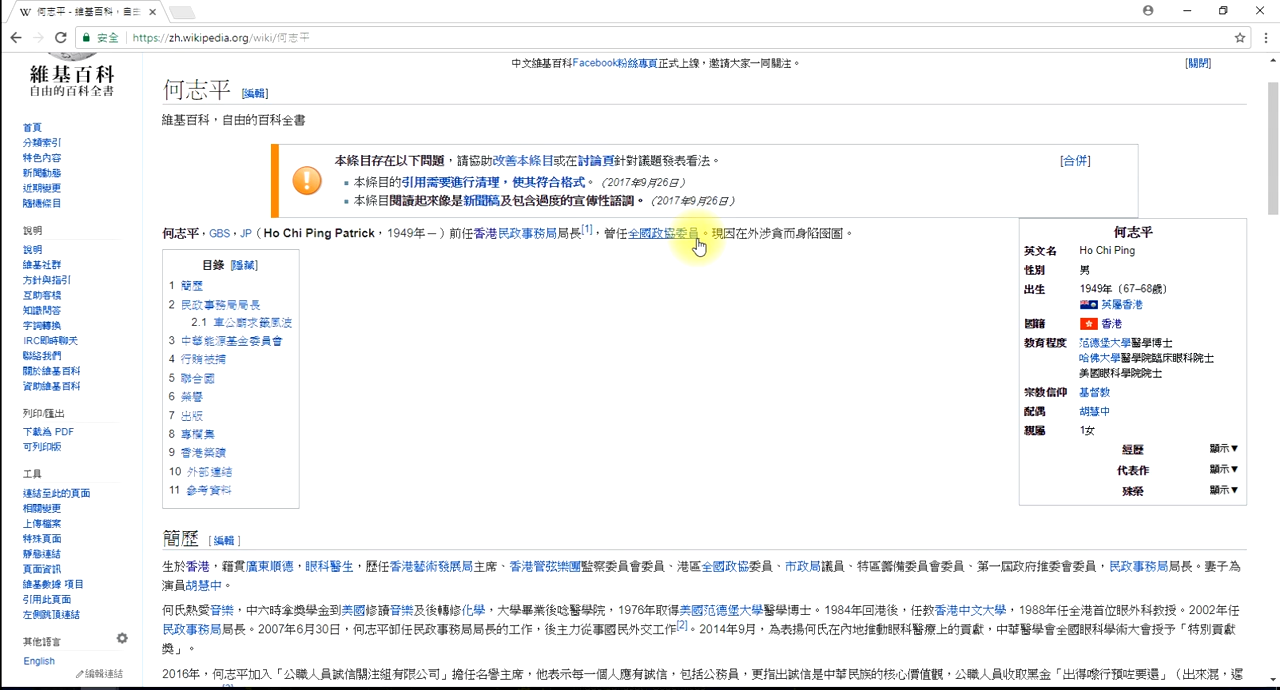 何志平 - 維基百科，自由
安全 https://zh.wikipedia.org/wiki/何志平
中文維基百科Facebook粉絲專頁正式上線，邀請大家一同關注。 [關閉]
維基百科
自由的百科全書
首頁
分類索引
特色內容
新聞動態
近期變更
隨機條目
說明
說明
維基社群
方針與指引
互助客棧
知識問答
字詞轉換
IRC即時聊天
聯絡我們
關於維基百科
資助維基百科
列印/匯出
下載為 PDF
可列印版
工具
連結至此的頁面
相關變更
上傳檔案
特殊頁面
靜態連結
頁面資訊
維基數據 項目
引用此頁面
左側跳頂連結
其他語言
English
編輯連結
何志平 [編輯]
維基百科，自由的百科全書
本條目存在以下問題，請協助改善本條目或在討論頁針對議題發表看法。 [合併]
本條目的引用需要進行清理，使其符合格式。 (2017年9月26日)
本條目閱讀起來像是新聞稿及包含過度的宣傳性語調。 (2017年9月26日)
何志平，GBS，JP（Ho Chi Ping Patrick，1949年－）前任香港民政事務局局長[1]，曾任全國政協委員。現因在外涉貪而身陷囹圄。
目錄 [隱藏]
1 簡歷
2 民政事務局局長
2.1 車公廟求籤風波
3 中華能源基金委員會
4 行賄被捕
5 聯合國
6 榮譽
7 出版
8 專欄集
9 香港築蹟
10 外部連結
11 參考資料
何志平
英文名 Ho Chi Ping
性別 男
出生 1949年（67–68歲）
英屬香港
國籍 香港
教育程度 范德堡大學醫學博士
哈佛大學醫學院臨床眼科院士
美國眼科學院院士
宗教信仰 基督教
配偶 胡慧中
親屬 1女
經歷 顯示▼
代表作 顯示▼
殊榮 顯示▼
簡歷 [編輯]
生於香港，籍貫廣東順德，眼科醫生，歷任香港藝術發展局主席、香港管弦樂團監察委員會委員、港區全國政協委員、市政局議員、特區籌備委員會委員、第一屆政府推委會委員，民政事務局局長。妻子為
演員胡慧中。
何氏熱愛音樂，中六時拿獎學金到美國修讀音樂及後轉修化學，大學畢業後唸醫學院，1976年取得美國范德堡大學醫學博士。1984年回港後，任教香港中文大學，1988年任全港首位眼外科教授。2002年任
民政事務局局長。2007年6月30日，何志平卸任民政事務局局長的工作，後主力從事國民外交工作[2]。2014年9月，為表揚何氏在內地推動眼科醫療上的貢獻，中華醫學會全國眼科學術大會授予「特別貢獻
獎」。
2016年，何志平加入「公職人員誠信關注組有限公司」擔任名譽主席，他表示每一個人應有誠信，包括公務員，更指出誠信是中華民族的核心價值觀，公職人員收取黑金「出得嚟行預咗要還」（出來混，遲